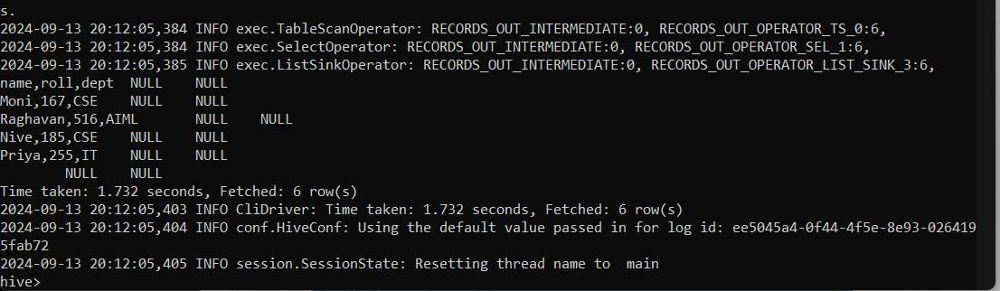 s.
2024-09-13 20:12:05,384 INFO exec.TableScanOperator: RECORDS_OUT_INTERMEDIATE:0, RECORDS_OUT_OPERATOR_TS_0:6,
2024-09-13 20:12:05,384 INFO exec.SelectOperator: RECORDS_OUT_INTERMEDIATE:0, RECORDS_OUT_OPERATOR_SEL_1:6,
2024-09-13 20:12:05,385 INFO exec.ListSinkOperator: RECORDS_OUT_INTERMEDIATE:0, RECORDS_OUT_OPERATOR_LIST_SINK_3:6,
name,roll,dept  NULL    NULL
Moni,167,CSE    NULL    NULL
Raghavan,516,AIML       NULL    NULL
Nive,185,CSE    NULL    NULL
Priya,255,IT    NULL    NULL
        NULL    NULL
Time taken: 1.732 seconds, Fetched: 6 row(s)
2024-09-13 20:12:05,403 INFO CliDriver: Time taken: 1.732 seconds, Fetched: 6 row(s)
2024-09-13 20:12:05,404 INFO conf.HiveConf: Using the default value passed in for log id: ee5045a4-0f44-4f5e-8e93-026419
5fab72
2024-09-13 20:12:05,405 INFO session.SessionState: Resetting thread name to  main
hive>